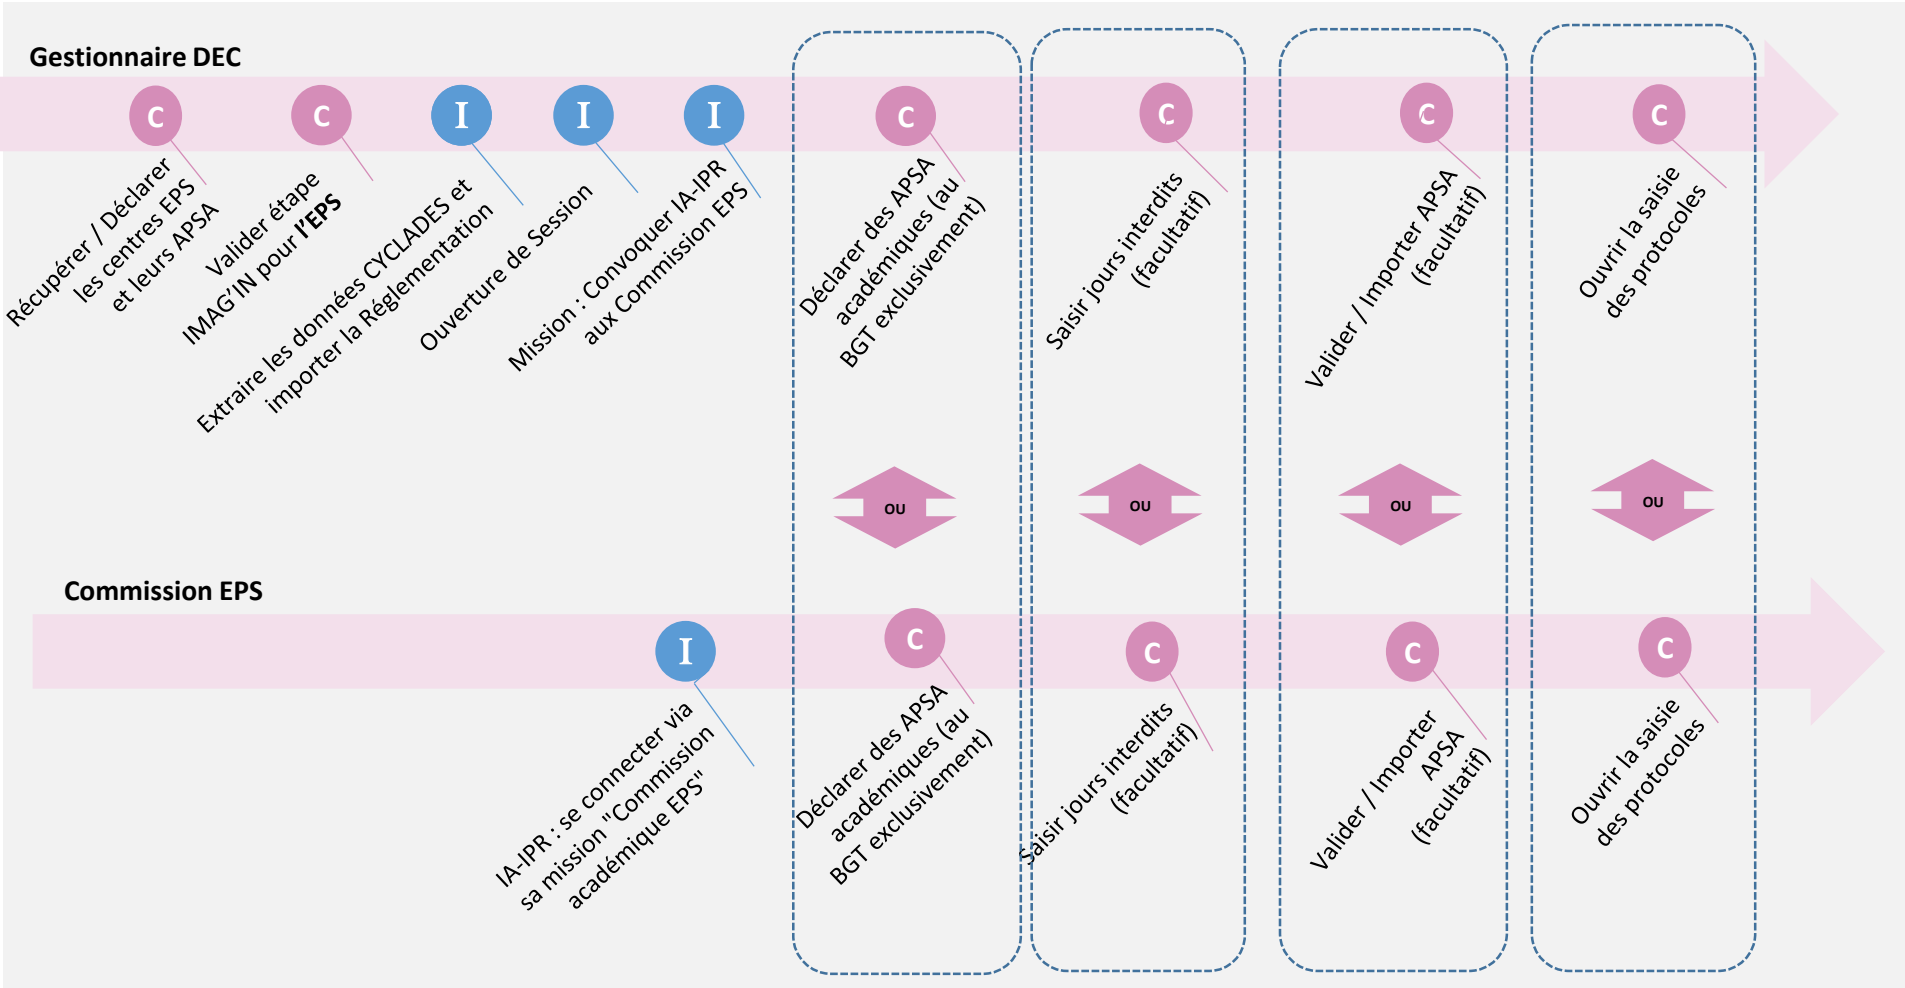 Gestionnaire DEC
C
C
I
I
I
C
C
C
C
Récupérer / Déclarer
les centres EPS
et leurs APSA
Valider étape
IMAG'IN pour l'EPS
Extraire les données CYCLADES et
importer la Réglementation
Ouverture de Session
Mission : Convoquer IA-IPR
aux Commission EPS
Déclarer des APSA
académiques (au
BGT exclusivement)
Saisir jours interdits
(facultatif)
Valider / Importer APSA
(facultatif)
Ouvrir la saisie
des protocoles
OU
OU
OU
OU
Commission EPS
I
C
C
C
C
IA-IPR : se connecter via
sa mission "Commission
académique EPS"
Déclarer des APSA
académiques (au
BGT exclusivement)
Saisir jours interdits
(facultatif)
Valider / Importer
APSA
(facultatif)
Ouvrir la saisie
des protocoles